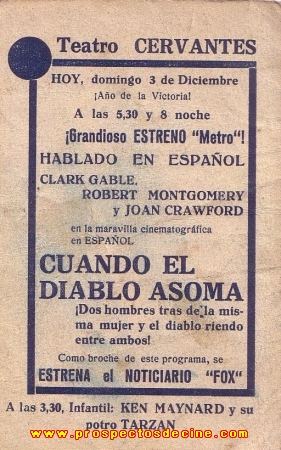 Teatro CERVANTES
HOY, domingo 3 de Diciembre
¡Año de la Victoria!
A las 5,30 y 8 noche
¡Grandioso ESTRENO "Metro"!
HABLADO EN ESPAÑOL
CLARK GABLE,
ROBERT MONTGOMERY
y JOAN CRAWFORD
en la maravilla cinematográfica
en ESPAÑOL
CUANDO EL
DIABLO ASOMA
¡Dos hombres tras de la mis-
ma mujer y el diablo riendo
entre ambos!
Como broche de este programa, se
ESTRENA el NOTICIARIO "FOX"
A las 3,30, Infantil: KEN MAYNARD y su
potro TARZAN
www.prospectosdecine.com